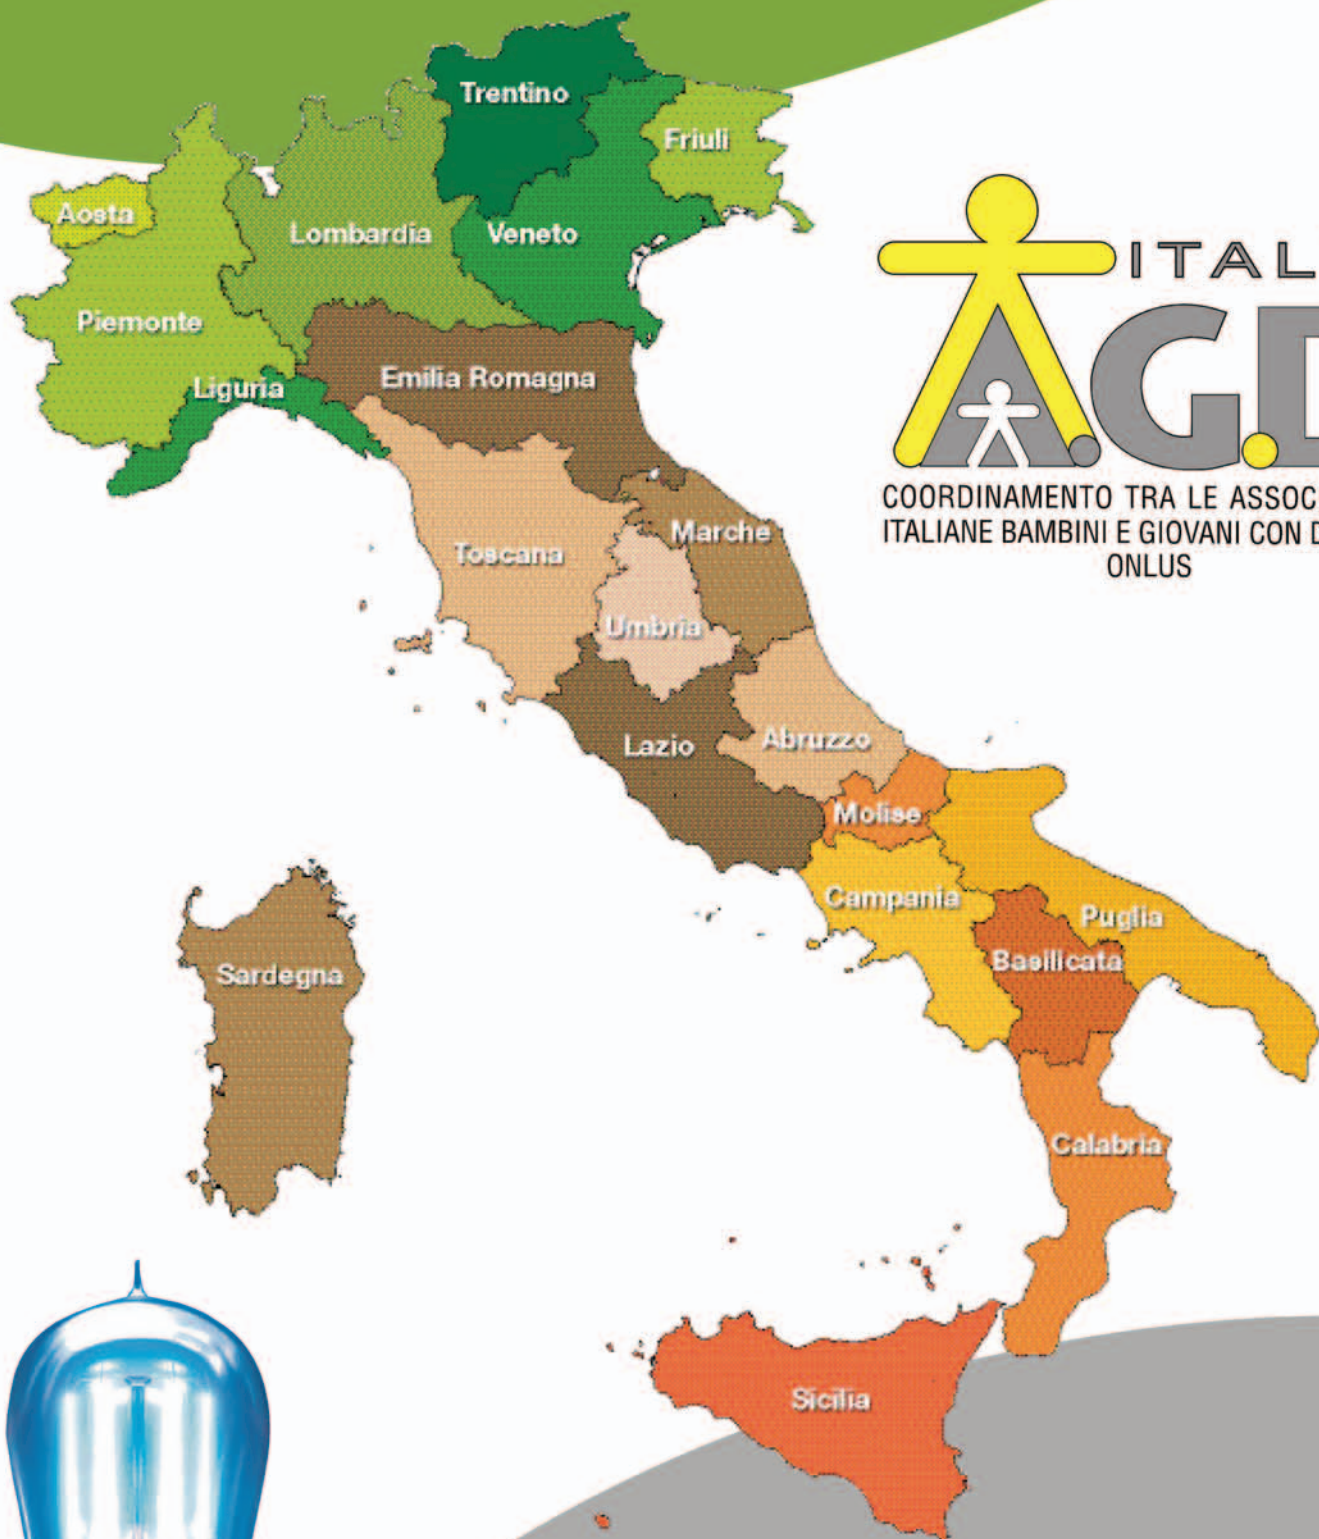 Trentino
Friuli
Aosta
Lombardia
Veneto
Piemonte
Liguria
Emilia Romagna
ITAL
A.G.D
COORDINAMENTO TRA LE ASSOC
ITALIANE BAMBINI E GIOVANI CON D
ONLUS
Toscana
Marche
Umbria
Lazio
Abruzzo
Molise
Campania
Puglia
Basilicata
Sardegna
Calabria
Sicilia